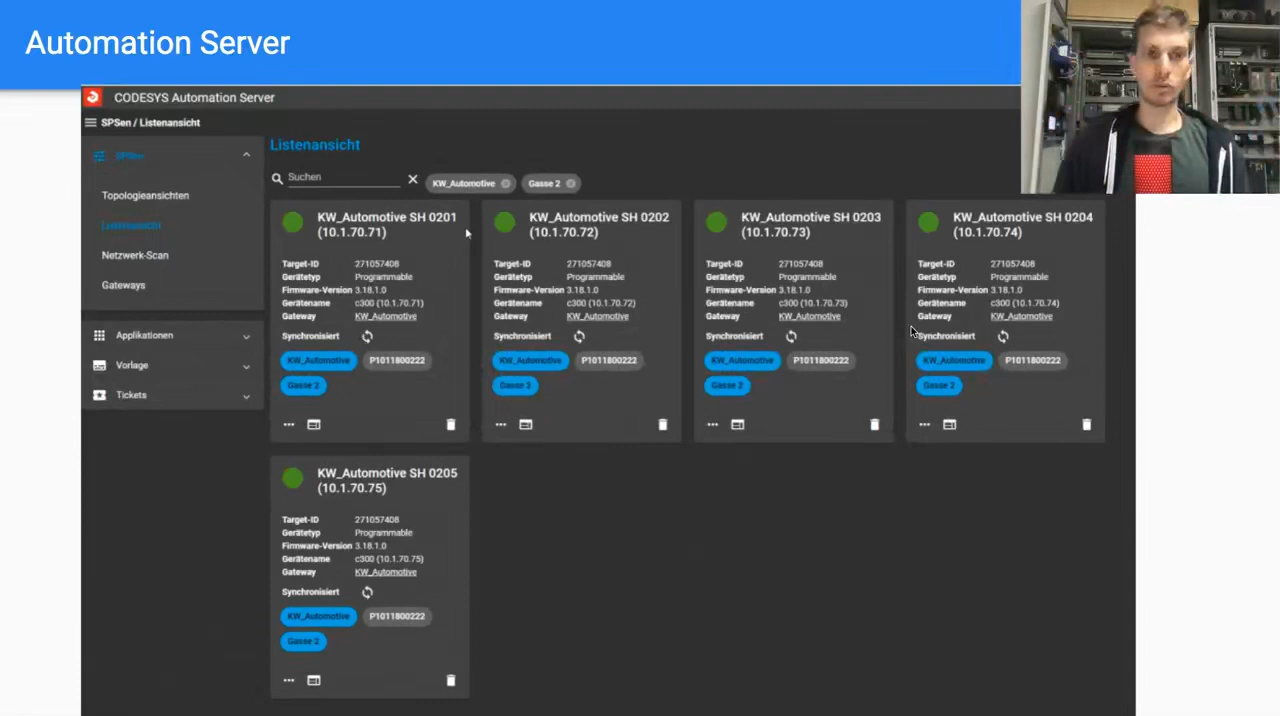 Automation Server
CODESYS Automation Server
SPSen / Listenansicht
SPSen
Topologieansichten
Listenansicht
Netzwerk-Scan
Gateways
Applikationen
Vorlage
Tickets
Listenansicht
Suchen
KW_Automotive
Gasse 2
KW_Automotive SH 0201
(10.1.70.71)
Target-ID 271057408
Gerätetyp Programmable
Firmware-Version 3.18.1.0
Gerätename c300 (10.1.70.71)
Gateway KW_Automotive
Synchronisiert
KW_Automotive P1011800222
Gasse 2
KW_Automotive SH 0202
(10.1.70.72)
Target-ID 271057408
Gerätetyp Programmable
Firmware-Version 3.18.1.0
Gerätename c300 (10.1.70.72)
Gateway KW_Automotive
Synchronisiert
KW_Automotive P1011800222
Gasse 2
KW_Automotive SH 0203
(10.1.70.73)
Target-ID 271057408
Gerätetyp Programmable
Firmware-Version 3.18.1.0
Gerätename c300 (10.1.70.73)
Gateway KW_Automotive
Synchronisiert
KW_Automotive P1011800222
Gasse 2
KW_Automotive SH 0204
(10.1.70.74)
Target-ID 271057408
Gerätetyp Programmable
Firmware-Version 3.18.1.0
Gerätename c300 (10.1.70.74)
Gateway KW_Automotive
Synchronisiert
KW_Automotive P1011800222
Gasse 2
KW_Automotive SH 0205
(10.1.70.75)
Target-ID 271057408
Gerätetyp Programmable
Firmware-Version 3.18.1.0
Gerätename c300 (10.1.70.75)
Gateway KW_Automotive
Synchronisiert
KW_Automotive P1011800222
Gasse 2